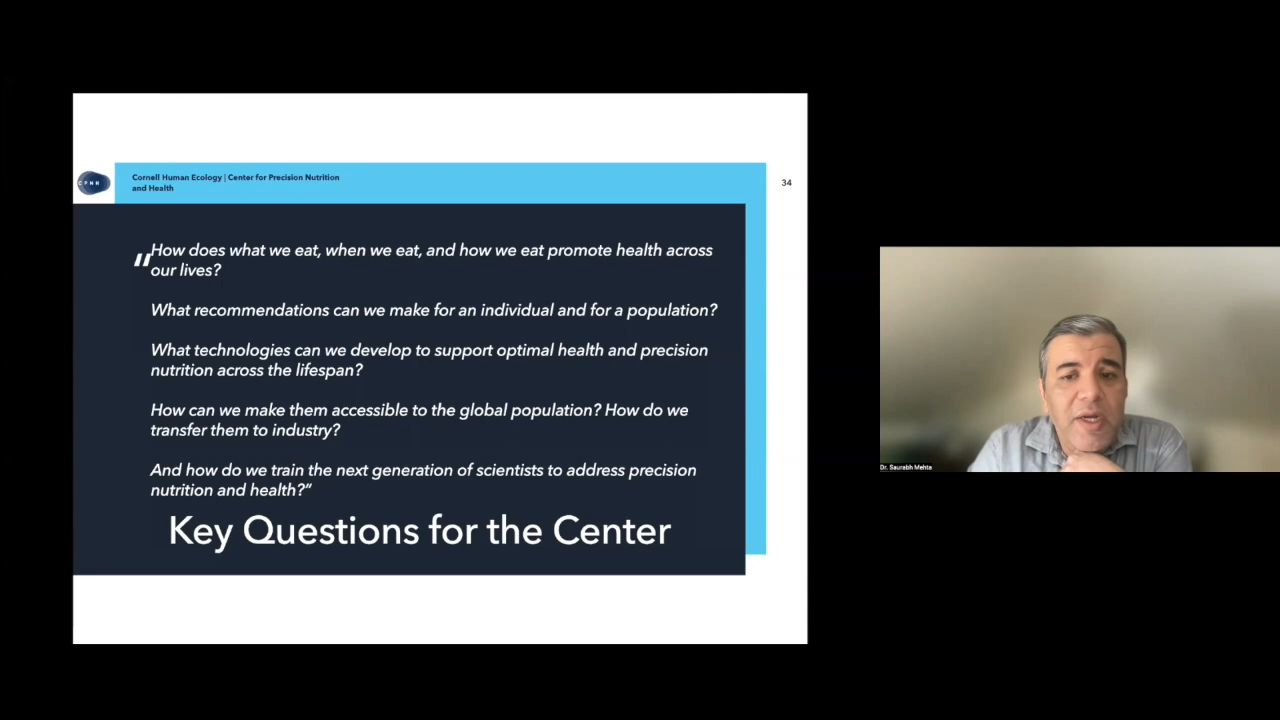 Cornell Human Ecology | Center for Precision Nutrition
and Health
34
CPNH
"How does what we eat, when we eat, and how we eat promote health across
our lives?
What recommendations can we make for an individual and for a population?
What technologies can we develop to support optimal health and precision
nutrition across the lifespan?
How can we make them accessible to the global population? How do we
transfer them to industry?
And how do we train the next generation of scientists to address precision
nutrition and health?”
Key Questions for the Center
Dr. Saurabh Mehta